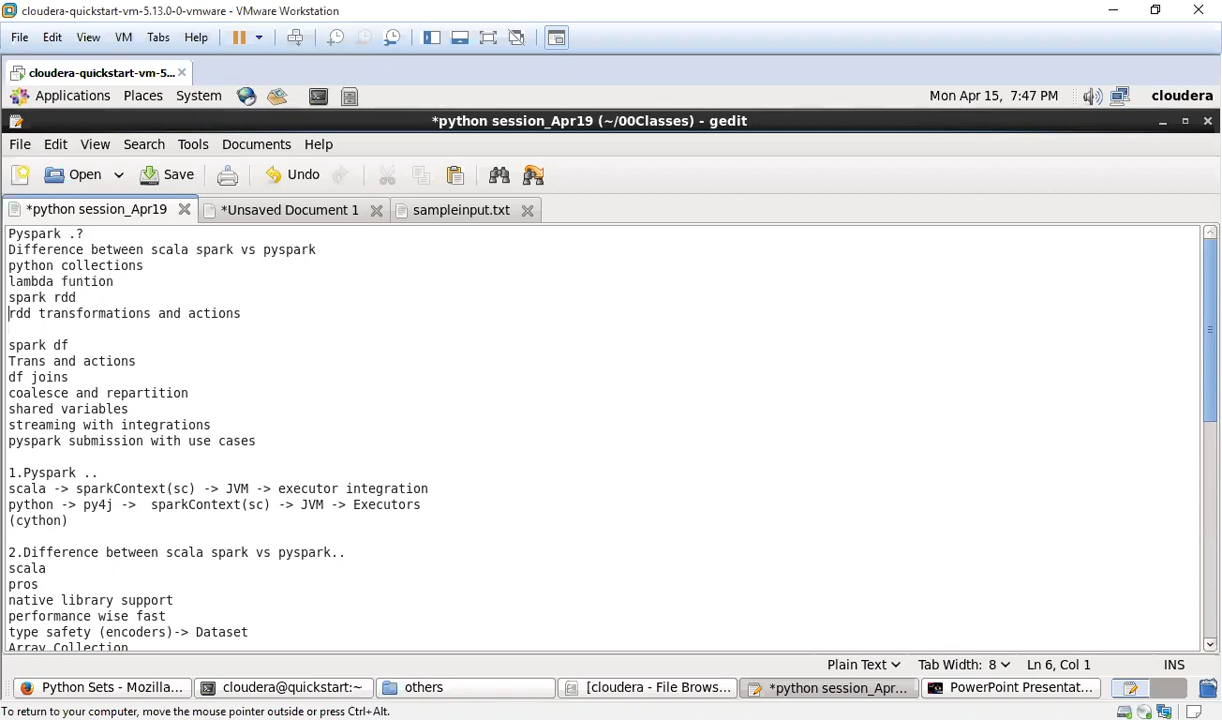 cloudera-quickstart-vm-5.13.0-0-vmware - VMware Workstation
File Edit View VM Tabs Help
cloudera-quickstart-vm-5...
Applications Places System Mon Apr 15, 7:47 PM cloudera
*python session_Apr19 (~/00Classes) - gedit
File Edit View Search Tools Documents Help
Open Save Undo
*python session_Apr19 *Unsaved Document 1 sampleinput.txt
Pyspark .?
Difference between scala spark vs pyspark
python collections
lambda funtion
spark rdd
rdd transformations and actions
spark df
Trans and actions
df joins
coalesce and repartition
shared variables
streaming with integrations
pyspark submission with use cases
1.Pyspark ..
scala -> sparkContext(sc) -> JVM -> executor integration
python -> py4j -> sparkContext(sc) -> JVM -> Executors
(cython)
2.Difference between scala spark vs pyspark..
scala
pros
native library support
performance wise fast
type safety (encoders)-> Dataset
Array Collection
Plain Text Tab Width: 8 Ln 6, Col 1 INS
Python Sets - Mozilla... cloudera@quickstart:~ others [cloudera - File Brows... *python session_Apr... PowerPoint Presentat...
To return to your computer, move the mouse pointer outside or press Ctrl+Alt.